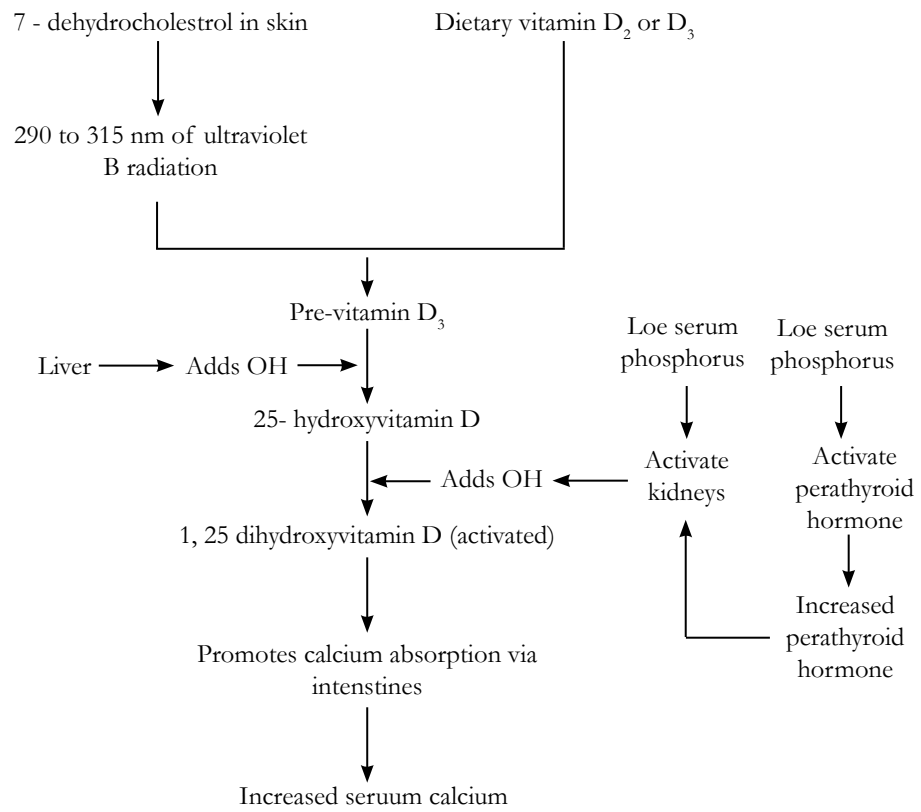 7 - dehydrocholestrol in skin
Dietary vitamin D₂ or D₃
290 to 315 nm of ultraviolet
B radiation
Pre-vitamin D₃
Liver
Adds OH
25- hydroxyvitamin D
Loe serum
phosphorus
Loe serum
phosphorus
Adds OH
Activate
kidneys
Activate
perathyroid
hormone
1, 25 dihydroxyvitamin D (activated)
Increased
perathyroid
hormone
Promotes calcium absorption via
intenstines
Increased seruum calcium